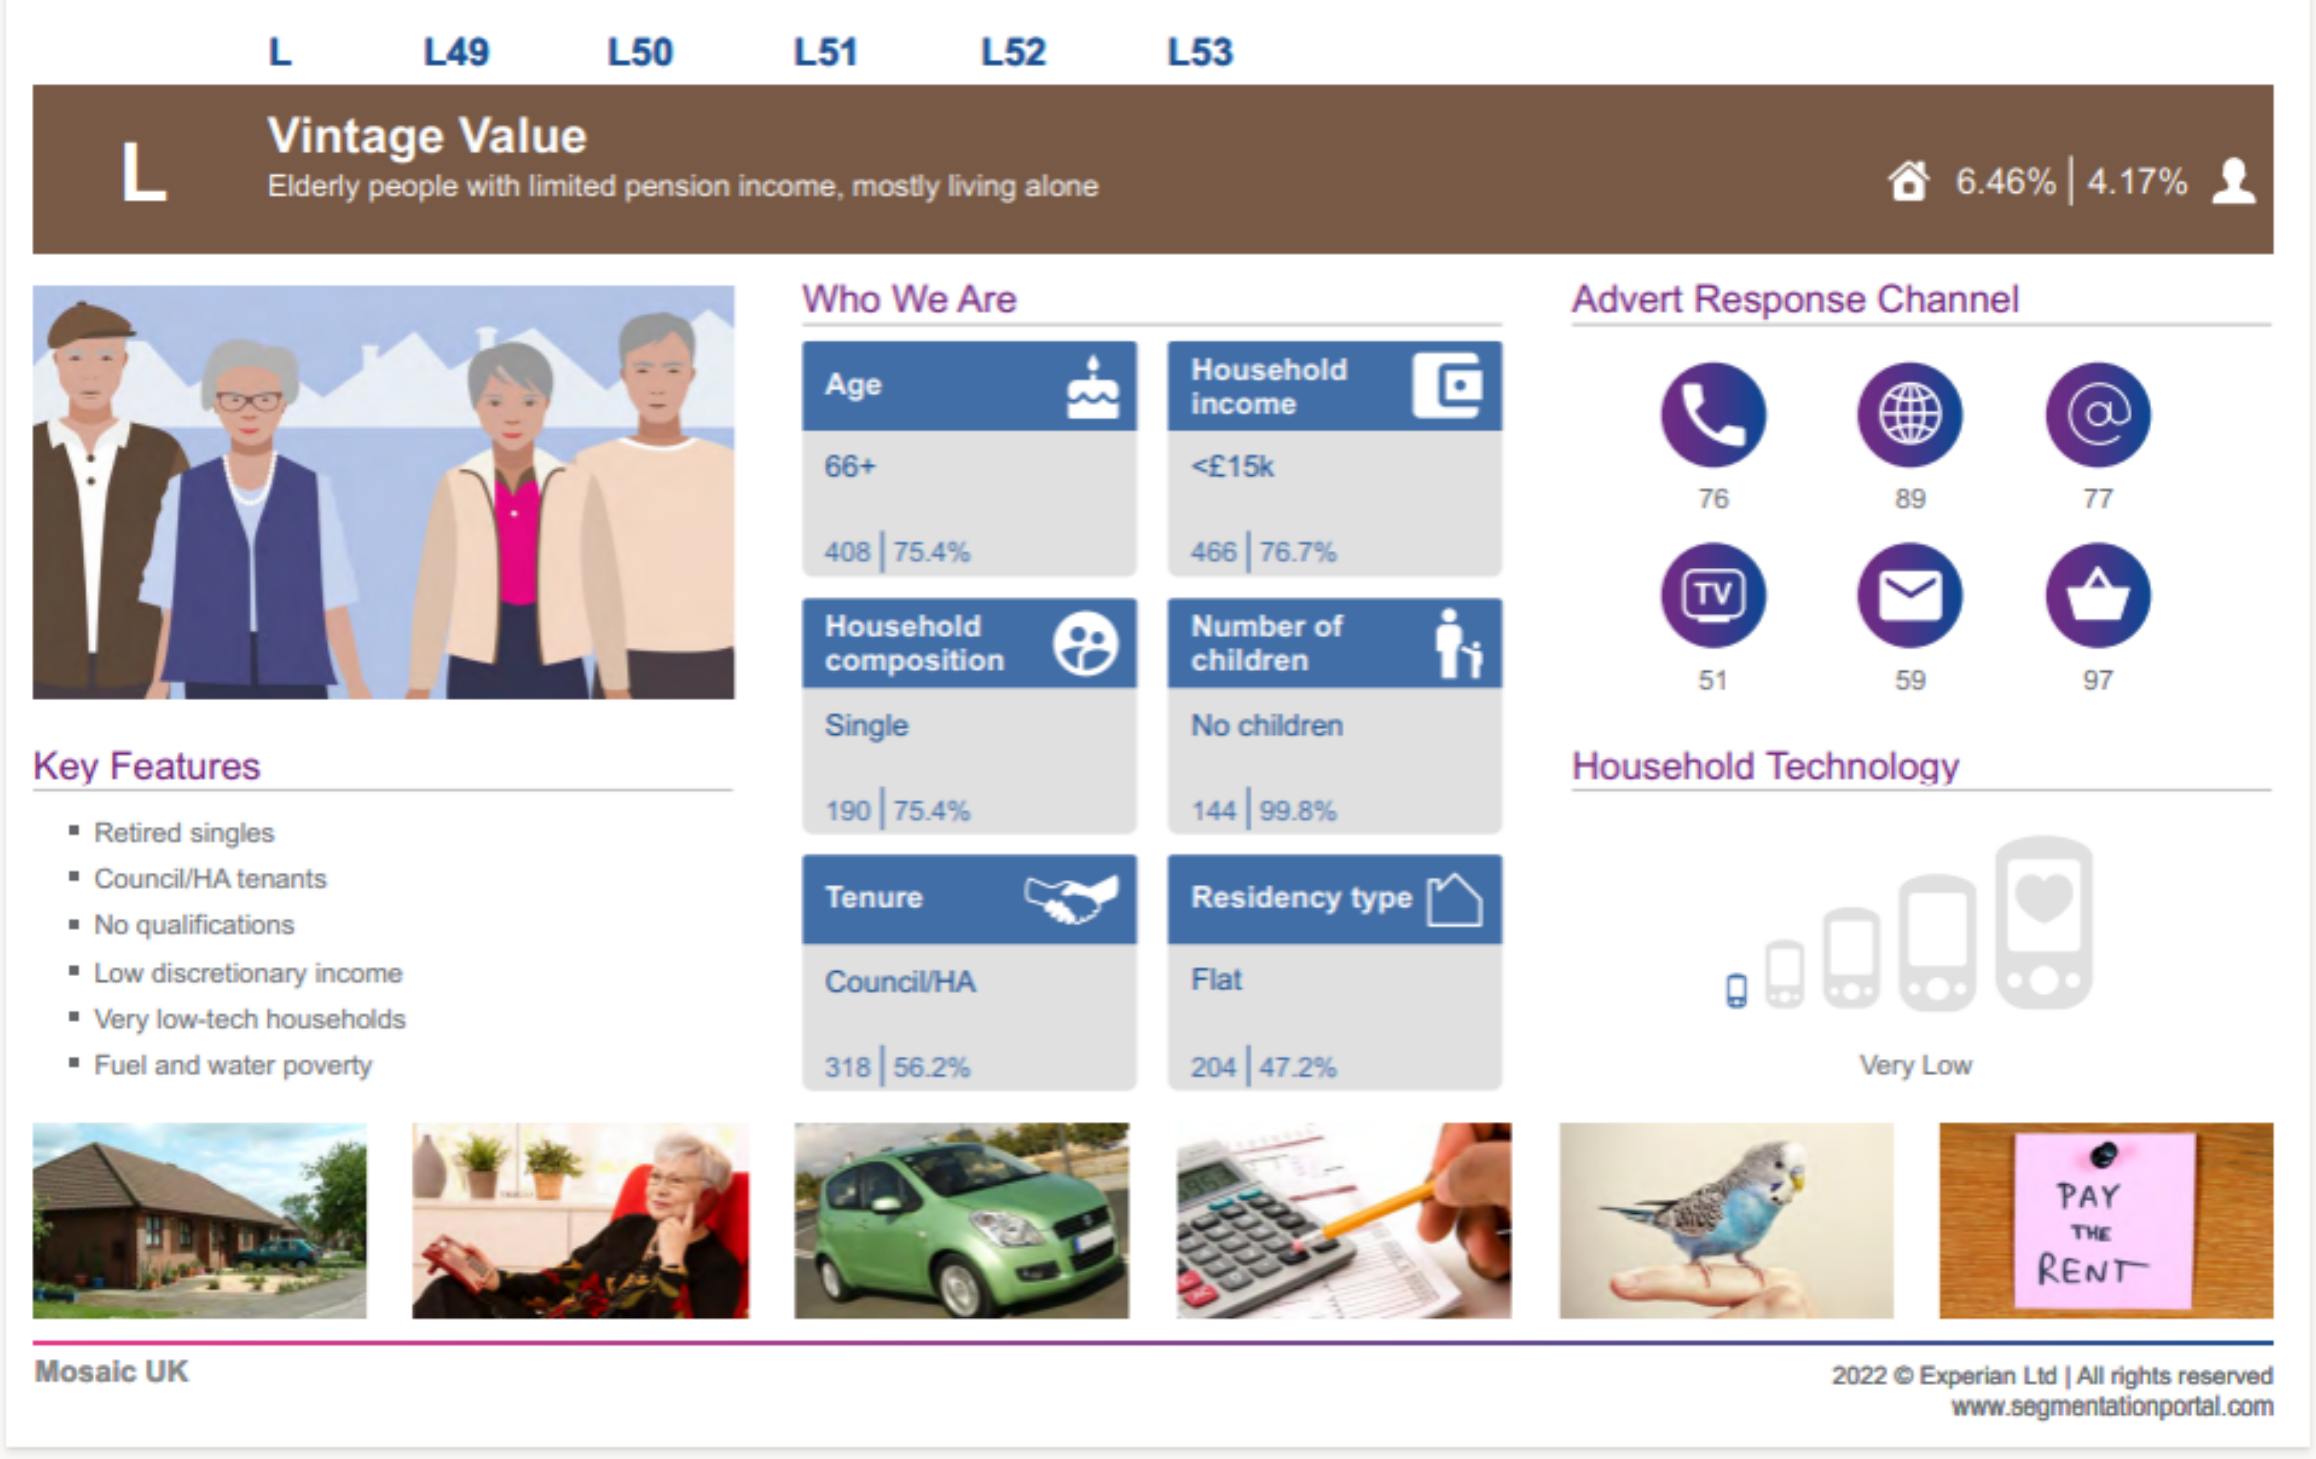 L L49 L50 L51 L52 L53
L
Vintage Value
Elderly people with limited pension income, mostly living alone
6.46% | 4.17%
Who We Are
Age
66+
408 | 75.4%
Household
income
<£15k
466 | 76.7%
Household
composition
Single
190 | 75.4%
Number of
children
No children
144 | 99.8%
Tenure
Council/HA
318 | 56.2%
Residency type
Flat
204 | 47.2%
Advert Response Channel
76 89 77
TV
51 59 97
Key Features
▪ Retired singles
▪ Council/HA tenants
▪ No qualifications
▪ Low discretionary income
▪ Very low-tech households
▪ Fuel and water poverty
Household Technology
Very Low
PAY
THE
RENT
Mosaic UK
2022 © Experian Ltd | All rights reserved
www.segmentationportal.com